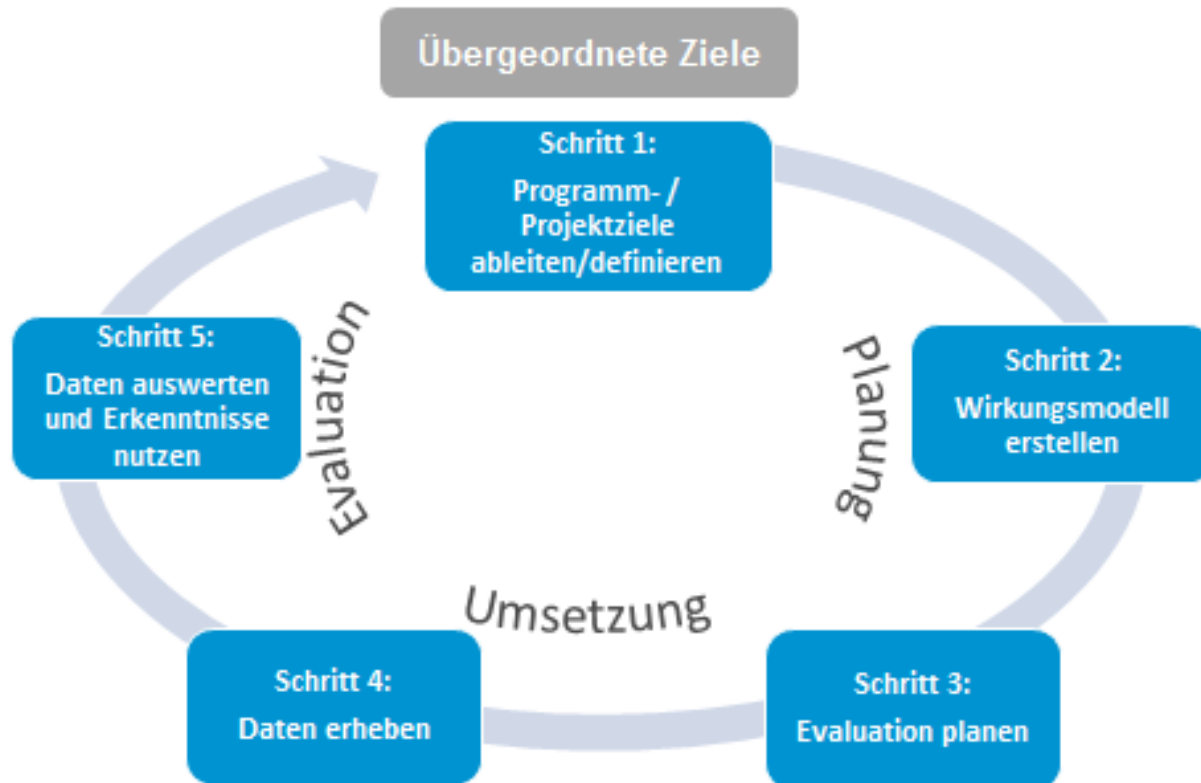 Übergeordnete Ziele
Schritt 1:
Programm- /
Projektziele
ableiten/definieren
Schritt 2:
Wirkungsmodell
erstellen
Planung
Schritt 3:
Evaluation planen
Umsetzung
Schritt 4:
Daten erheben
Schritt 5:
Daten auswerten
und Erkenntnisse
nutzen
Evaluation